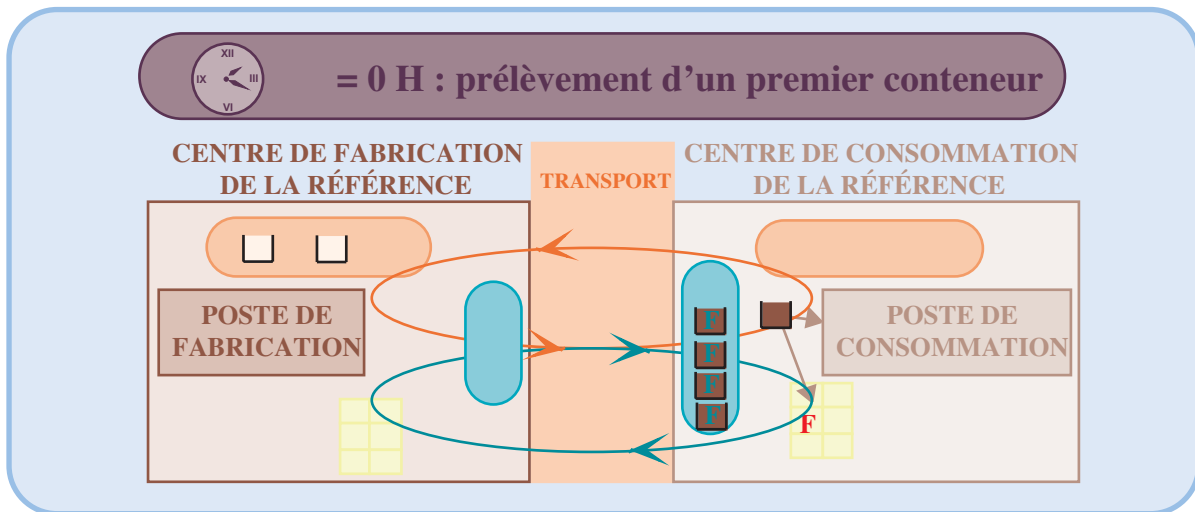 XII
IX III
VI
= 0 H : prélèvement d’un premier conteneur
CENTRE DE FABRICATION
DE LA RÉFÉRENCE
TRANSPORT
CENTRE DE CONSOMMATION
DE LA RÉFÉRENCE
POSTE DE
FABRICATION
F
F
F
F
POSTE DE
CONSOMMATION
F